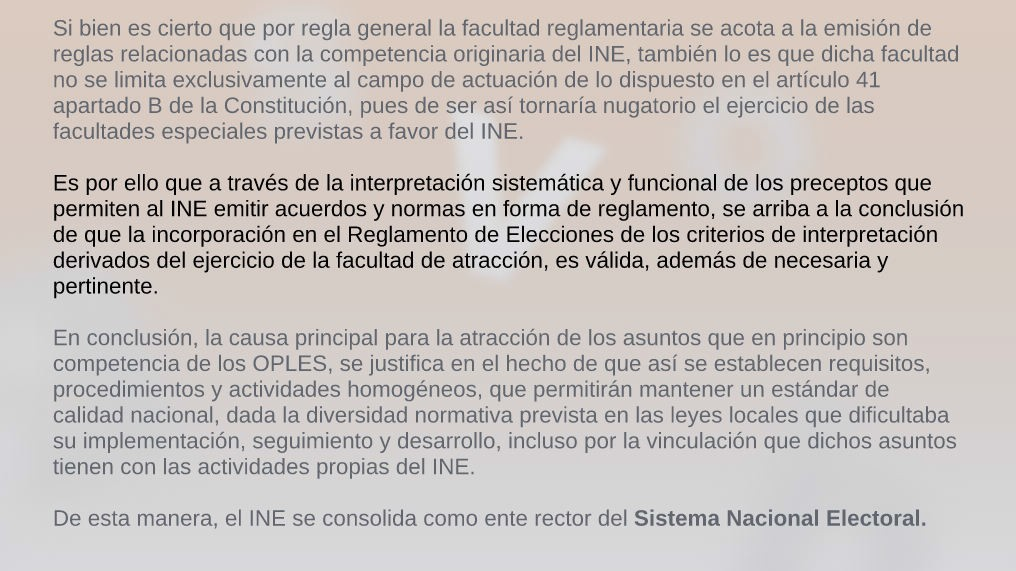 Si bien es cierto que por regla general la facultad reglamentaria se acota a la emisión de
reglas relacionadas con la competencia originaria del INE, también lo es que dicha facultad
no se limita exclusivamente al campo de actuación de lo dispuesto en el artículo 41
apartado B de la Constitución, pues de ser así tornaría nugatorio el ejercicio de las
facultades especiales previstas a favor del INE.
Es por ello que a través de la interpretación sistemática y funcional de los preceptos que
permiten al INE emitir acuerdos y normas en forma de reglamento, se arriba a la conclusión
de que la incorporación en el Reglamento de Elecciones de los criterios de interpretación
derivados del ejercicio de la facultad de atracción, es válida, además de necesaria y
pertinente.
En conclusión, la causa principal para la atracción de los asuntos que en principio son
competencia de los OPLES, se justifica en el hecho de que así se establecen requisitos,
procedimientos y actividades homogéneos, que permitirán mantener un estándar de
calidad nacional, dada la diversidad normativa prevista en las leyes locales que dificultaba
su implementación, seguimiento y desarrollo, incluso por la vinculación que dichos asuntos
tienen con las actividades propias del INE.
De esta manera, el INE se consolida como ente rector del Sistema Nacional Electoral.